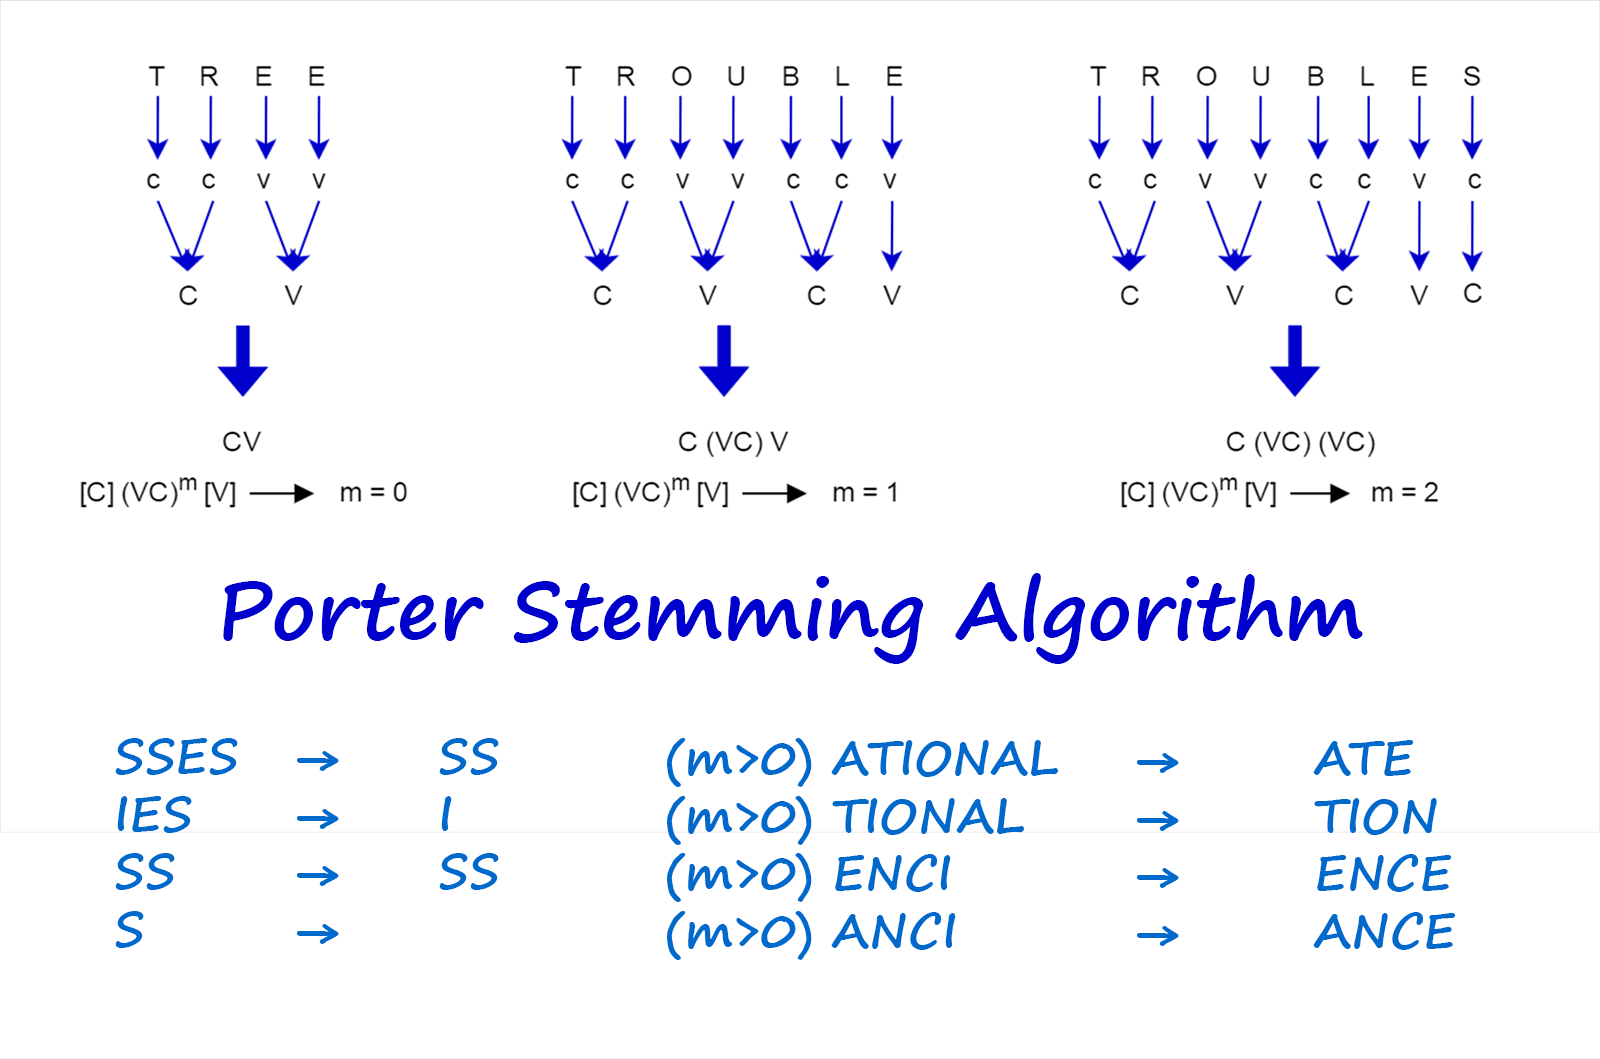 T R E E T R O U B L E T R O U B L E S
c c v v c c v v c c v c c v v c c v c
C V C V C V C V C V C
CV C (VC) V C (VC) (VC)
[C] (VC)^m [V] → m = 0 [C] (VC)^m [V] → m = 1 [C] (VC)^m [V] → m = 2
Porter Stemming Algorithm
SSES → SS (m>0) ATIONAL → ATE
IES → I (m>0) TIONAL → TION
SS → SS (m>0) ENCI → ENCE
S → (m>0) ANCI → ANCE